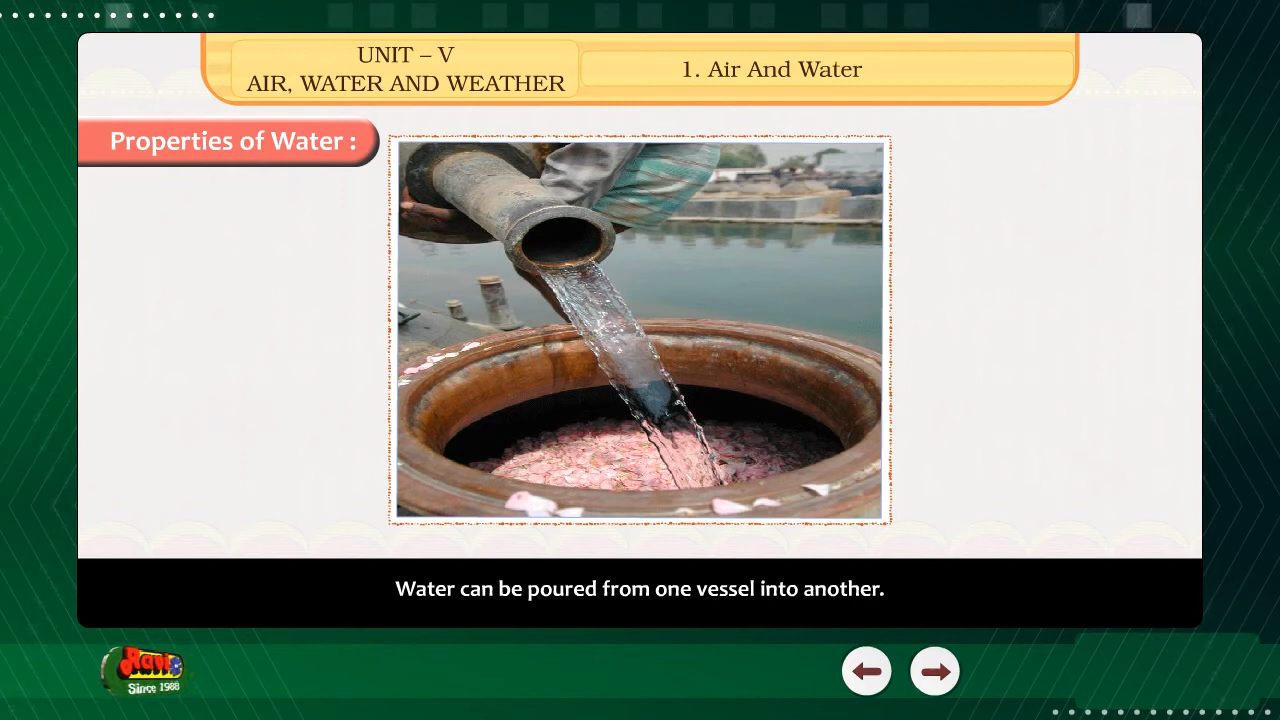 UNIT – V
AIR, WATER AND WEATHER
1. Air And Water
Properties of Water :
Water can be poured from one vessel into another.
Ravi
Since 1988